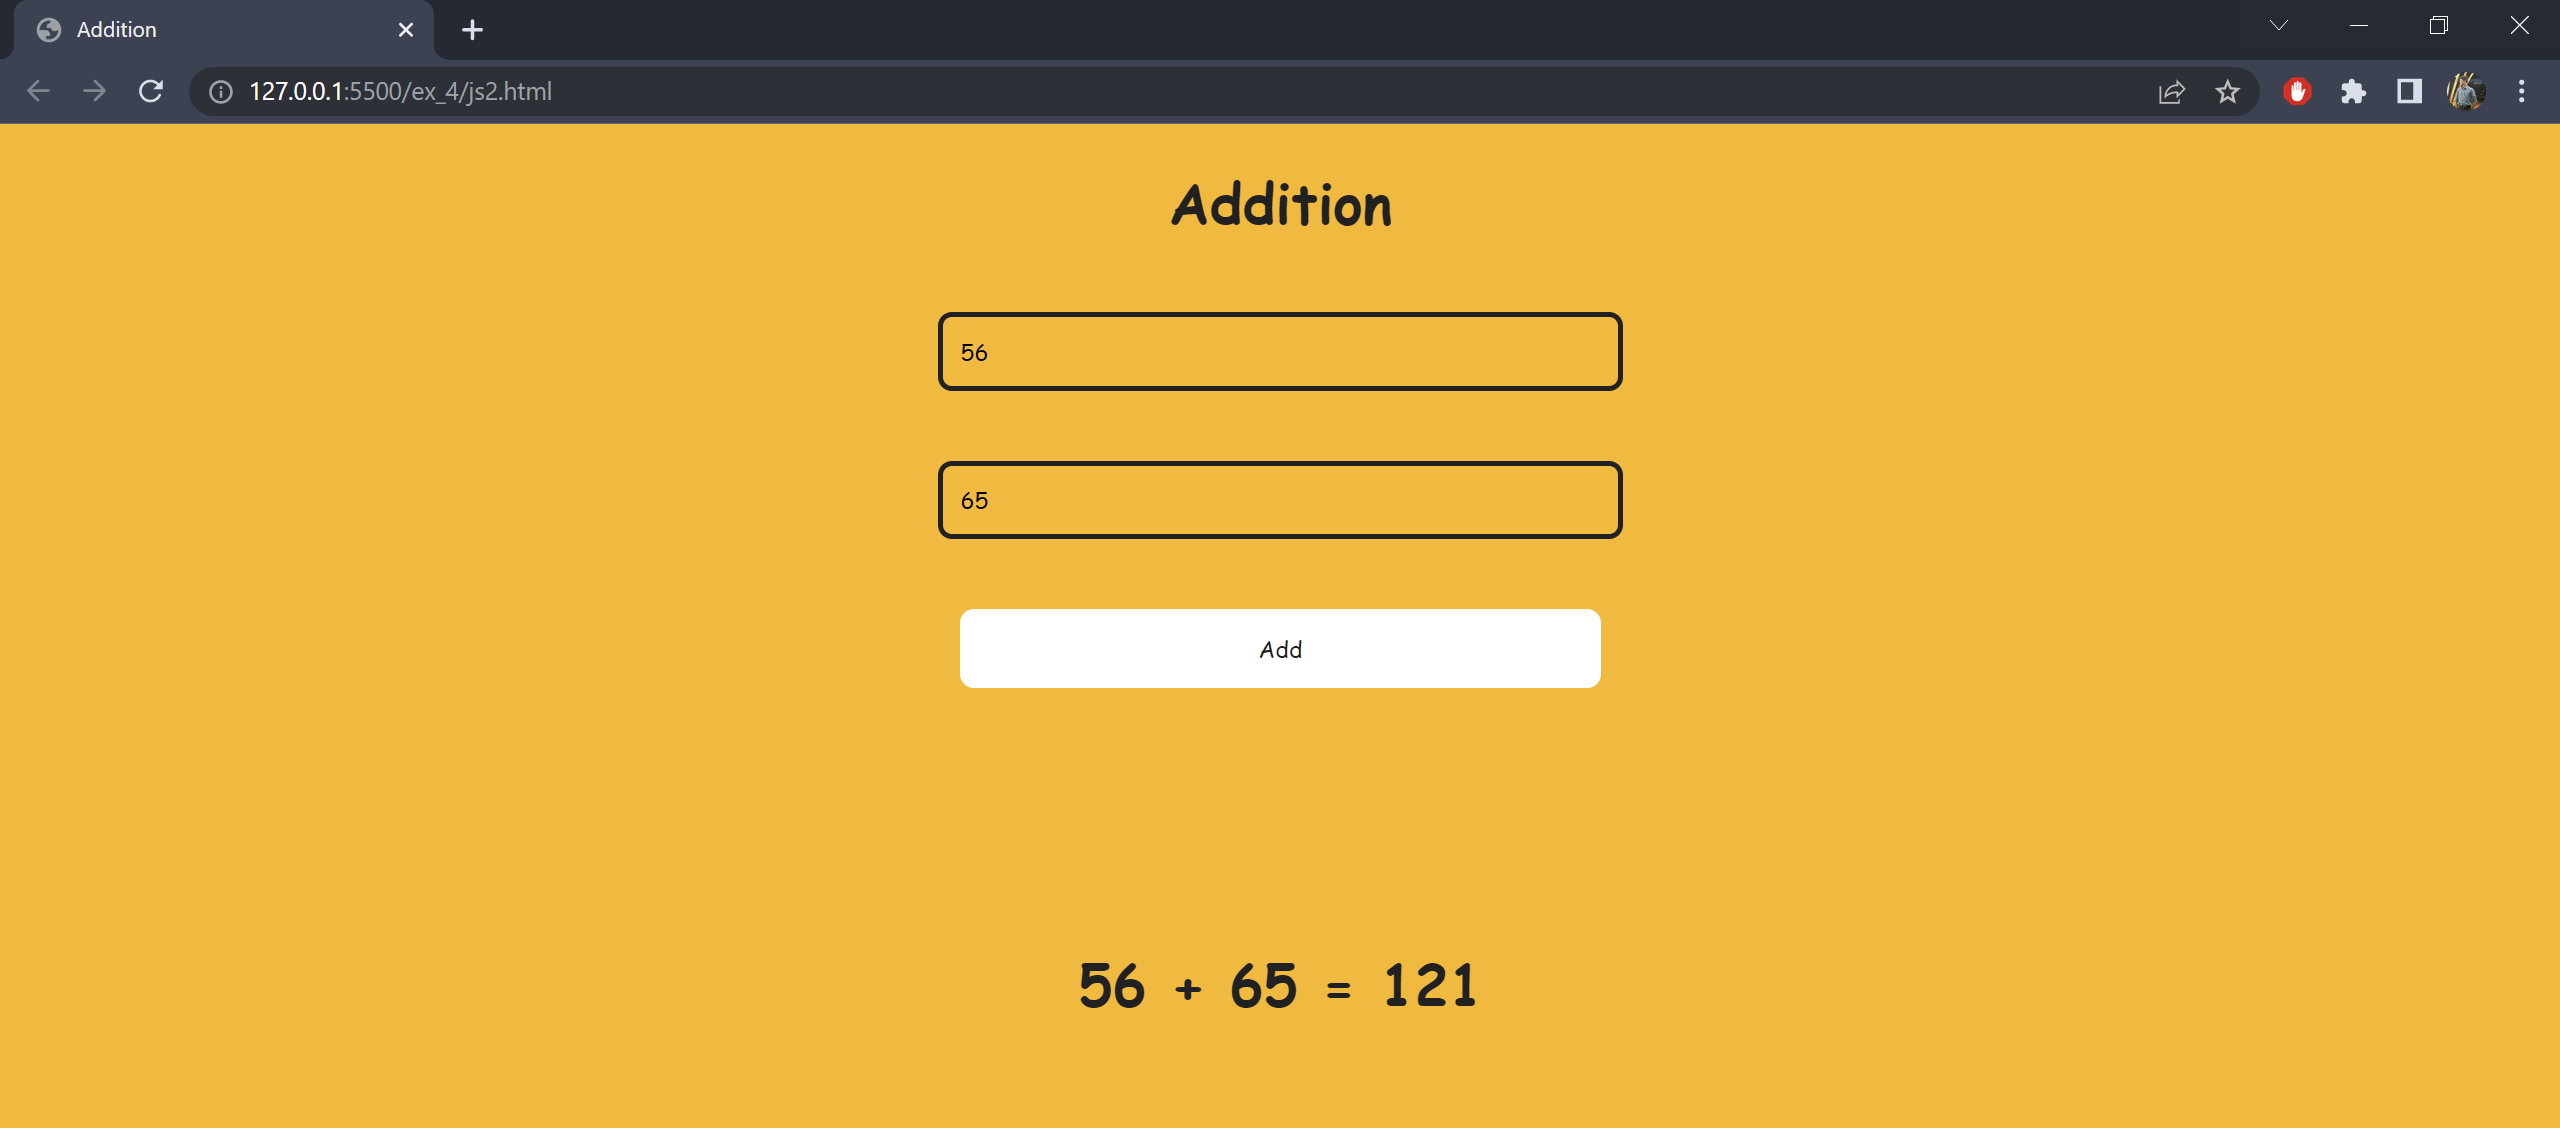 Addition
127.0.0.1:5500/ex_4/js2.html
Addition
56
65
Add
56 + 65 = 121